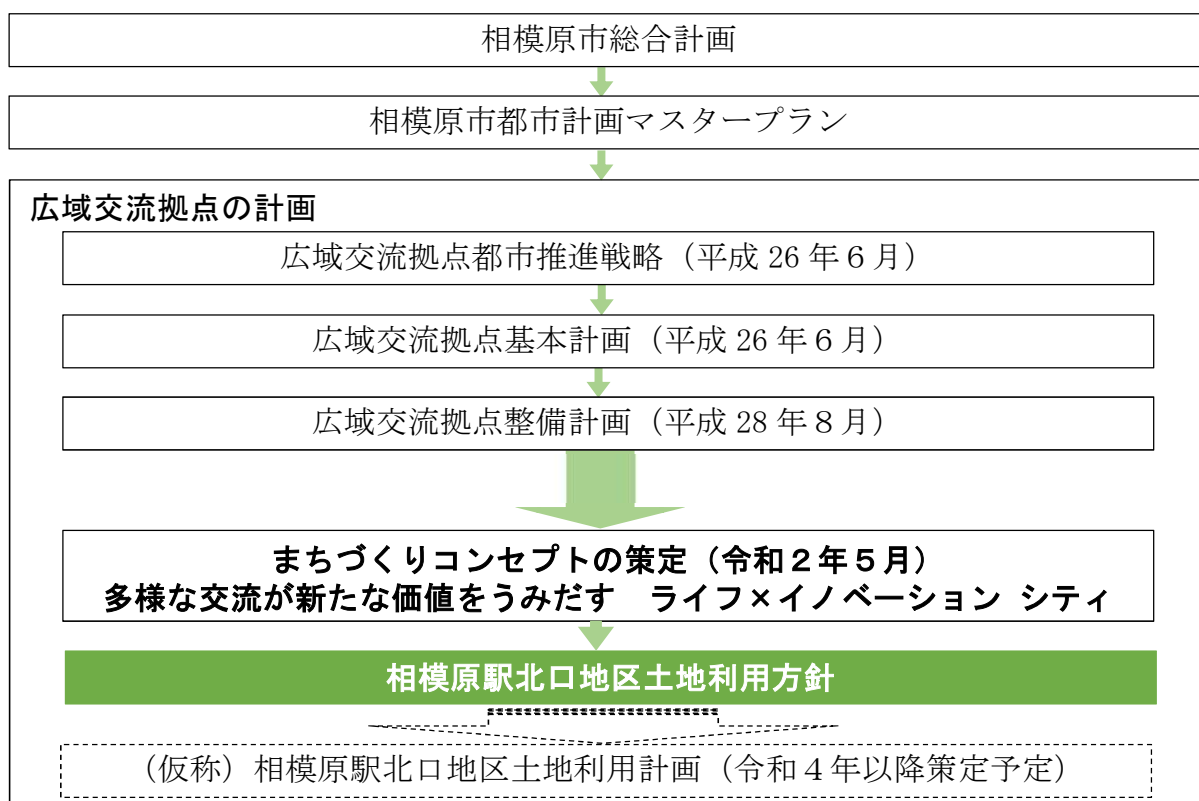 相模原市総合計画
相模原市都市計画マスタープラン
広域交流拠点の計画
広域交流拠点都市推進戦略（平成 26 年６月）
広域交流拠点基本計画（平成 26 年６月）
広域交流拠点整備計画（平成 28 年８月）
まちづくりコンセプトの策定（令和２年５月）
多様な交流が新たな価値をうみだす　ライフ×イノベーション シティ
相模原駅北口地区土地利用方針
（仮称）相模原駅北口地区土地利用計画（令和４年以降策定予定）